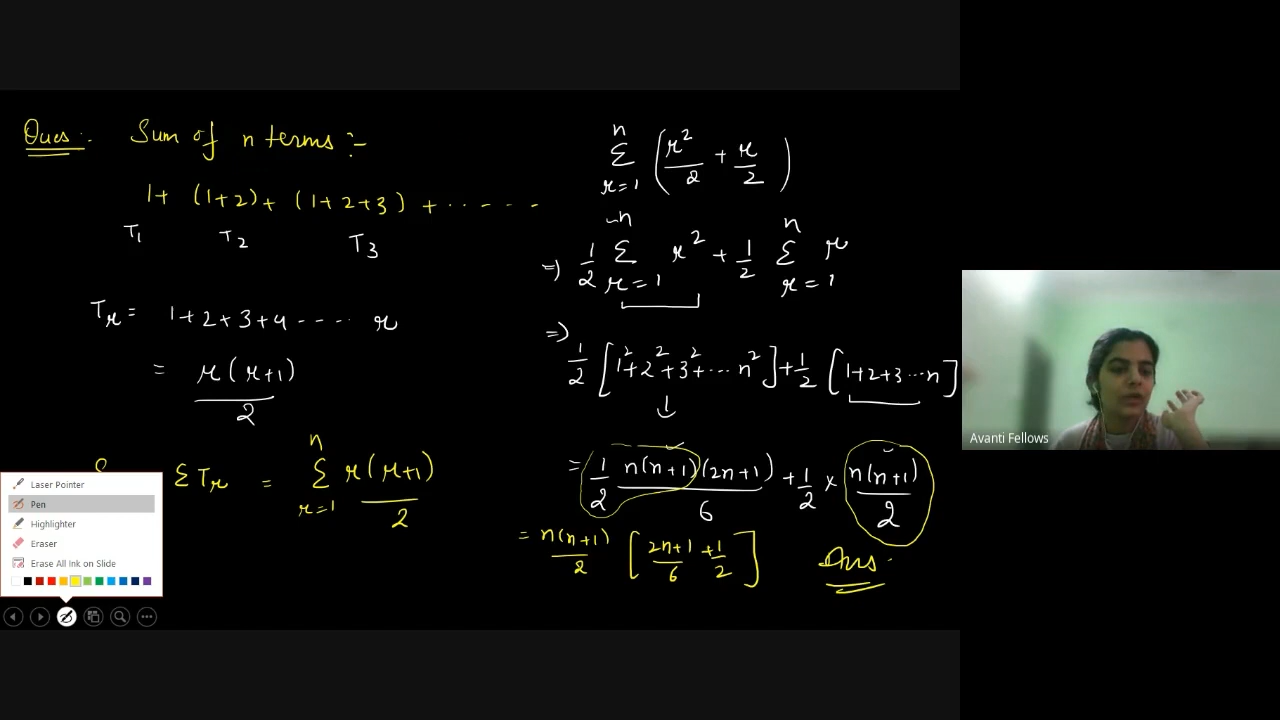 Ques:. Sum of n terms :-
1 + (1+2) + (1+2+3) + ......
T₁ T₂ T₃
Tᵣ = 1+2+3+4 ---- r
= r(r+1)/2
ΣTᵣ = Σ_{r=1}^{n} r(r+1)/2
Laser Pointer
Pen
Highlighter
Eraser
Erase All Ink on Slide
Σ_{r=1}^{n} (r²/2 + r/2)
=) 1/2 Σ_{r=1}^{n} r² + 1/2 Σ_{r=1}^{n} r
=) 1/2 [1²+2²+3²+...n²] + 1/2 [1+2+3...n]
= 1/2 n(n+1)(2n+1)/6 + 1/2 × n(n+1)/2
= n(n+1)/2 [2n+1/6 + 1/2] Ans.
Avanti Fellows